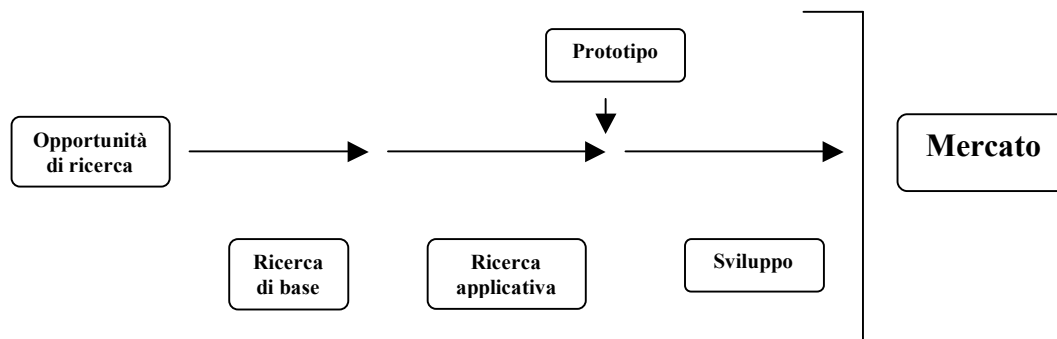 Prototipo
Opportunità
di ricerca
Mercato
Ricerca
di base
Ricerca
applicativa
Sviluppo